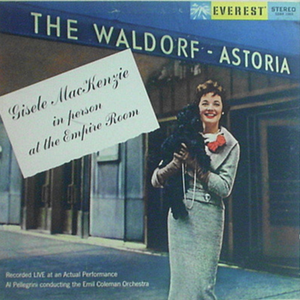 EVEREST
STEREO
THE WALDORF - ASTORIA
Gisele MacKenzie
in person
at the Empire Room
Recorded LIVE at an Actual Performance
Al Pellegrini conducting the Emil Coleman Orchestra